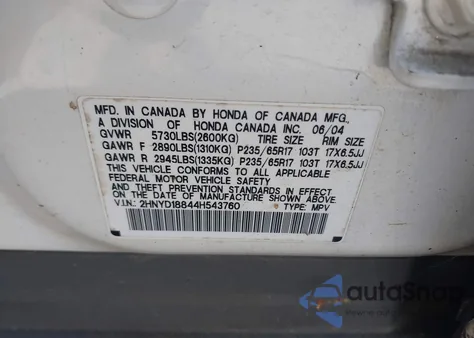 MFD. IN CANADA BY HONDA OF CANADA MFG.
A DIVISION OF HONDA CANADA INC. 06/04
GVWR 5730LBS(2600KG) TIRE SIZE RIM SIZE
GAWR F 2890LBS(1310KG) P235/65R17 103T 17X6.5JJ
GAWR R 2945LBS(1335KG) P235/65R17 103T 17X6.5JJ
THIS VEHICLE CONFORMS TO ALL APPLICABLE
FEDERAL MOTOR VEHICLE SAFETY
AND THEFT PREVENTION STANDARDS IN EFFECT
ON THE DATE OF MANUFACTURE SHOWN ABOVE.
V.I.N.: 2HNYD18844H543760 TYPE: MPV
autoSnap